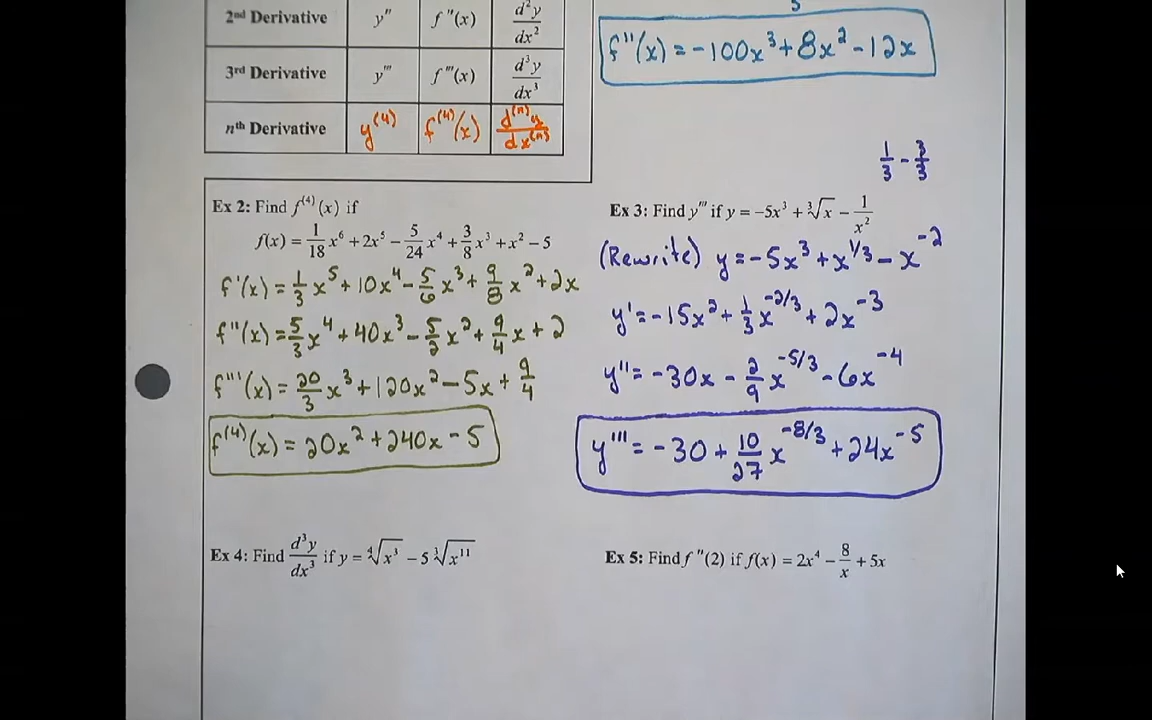 2nd Derivative y'' f ''(x) d²y/dx²
3rd Derivative y''' f '''(x) d³y/dx³
nth Derivative y⁽⁴⁾ f⁽⁴⁾(x) d⁽ⁿ⁾y/dx⁽ⁿ⁾
f''(x) = -100x³ + 8x² - 12x
1/3 - 3/3
Ex 2: Find f⁽⁴⁾(x) if
f(x) = 1/18 x⁶ + 2x⁵ - 5/24 x⁴ + 3/8 x³ + x² - 5
f'(x) = 1/3 x⁵ + 10x⁴ - 5/6 x³ + 9/8 x² + 2x
f''(x) = 5/3 x⁴ + 40x³ - 5/2 x² + 9/4 x + 2
f'''(x) = 20/3 x³ + 120x² - 5x + 9/4
f⁽⁴⁾(x) = 20x² + 240x - 5
Ex 3: Find y''' if y = -5x³ + ∛x - 1/x²
(Rewrite) y = -5x³ + x^1/3 - x⁻²
y' = -15x² + 1/3 x^-2/3 + 2x⁻³
y'' = -30x - 2/9 x^-5/3 - 6x⁻⁴
y''' = -30 + 10/27 x^-8/3 + 24x⁻⁵
Ex 4: Find d³y/dx³ if y = ∜x³ - 5 ∛x¹¹
Ex 5: Find f ''(2) if f(x) = 2x⁴ - 8/x + 5x